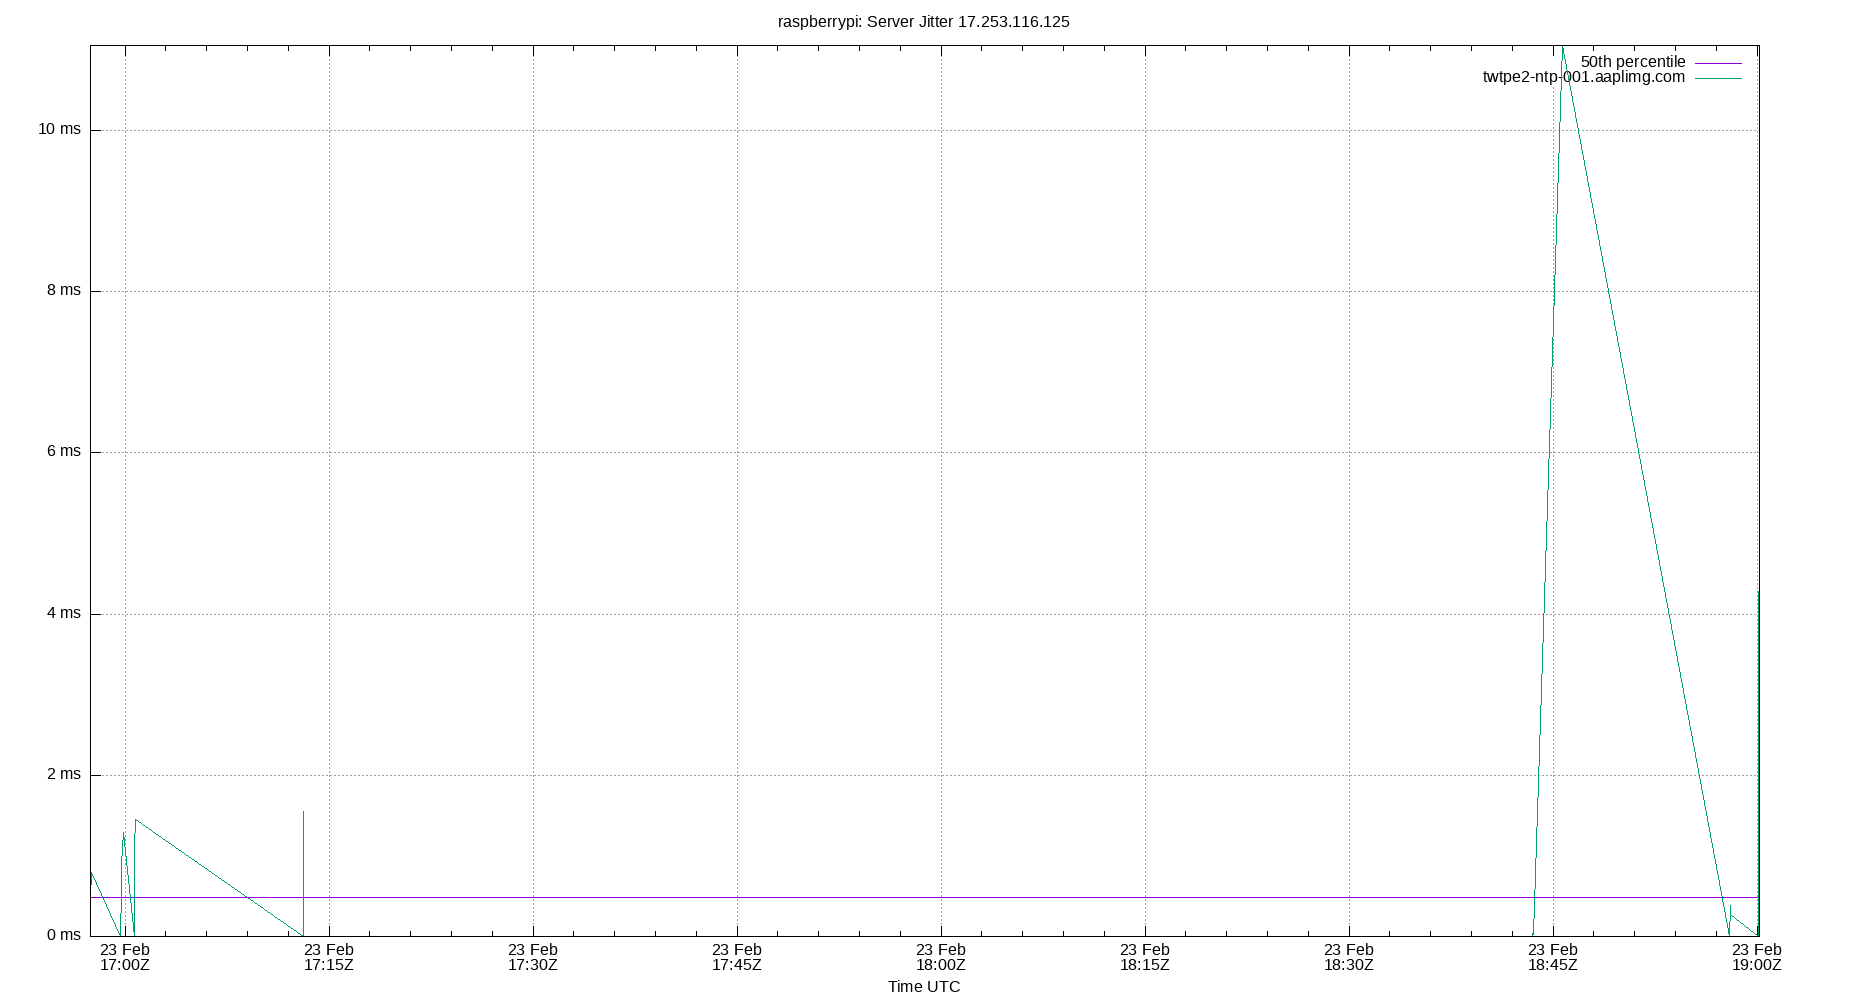 raspberrypi: Server Jitter 17.253.116.125
50th percentile
twtpe2-ntp-001.aaplimg.com
10 ms
8 ms
6 ms
4 ms
2 ms
0 ms
23 Feb 23 Feb 23 Feb 23 Feb 23 Feb 23 Feb 23 Feb 23 Feb 23 Feb
17:00Z 17:15Z 17:30Z 17:45Z 18:00Z 18:15Z 18:30Z 18:45Z 19:00Z
Time UTC